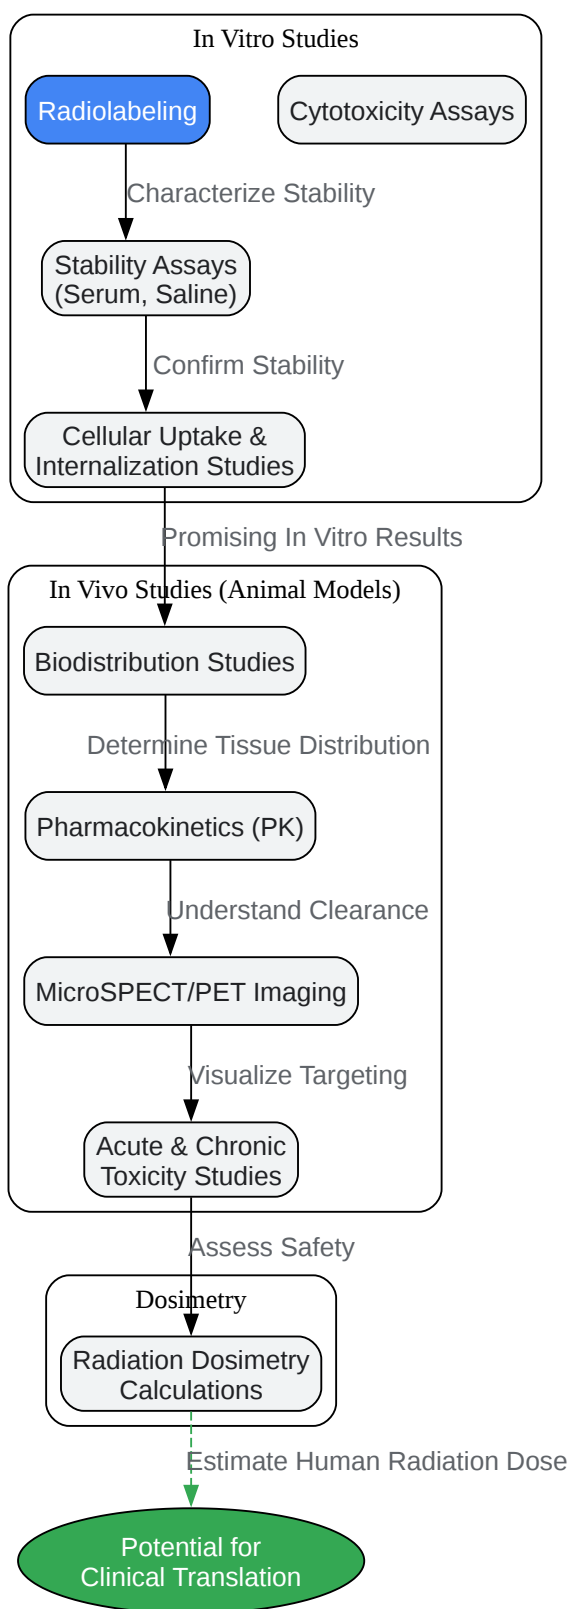 In Vitro Studies
Radiolabeling
Cytotoxicity Assays
Characterize Stability
Stability Assays
(Serum, Saline)
Confirm Stability
Cellular Uptake &
Internalization Studies
Promising In Vitro Results
In Vivo Studies (Animal Models)
Biodistribution Studies
Determine Tissue Distribution
Pharmacokinetics (PK)
Understand Clearance
MicroSPECT/PET Imaging
Visualize Targeting
Acute & Chronic
Toxicity Studies
Assess Safety
Dosimetry
Radiation Dosimetry
Calculations
Estimate Human Radiation Dose
Potential for
Clinical Translation